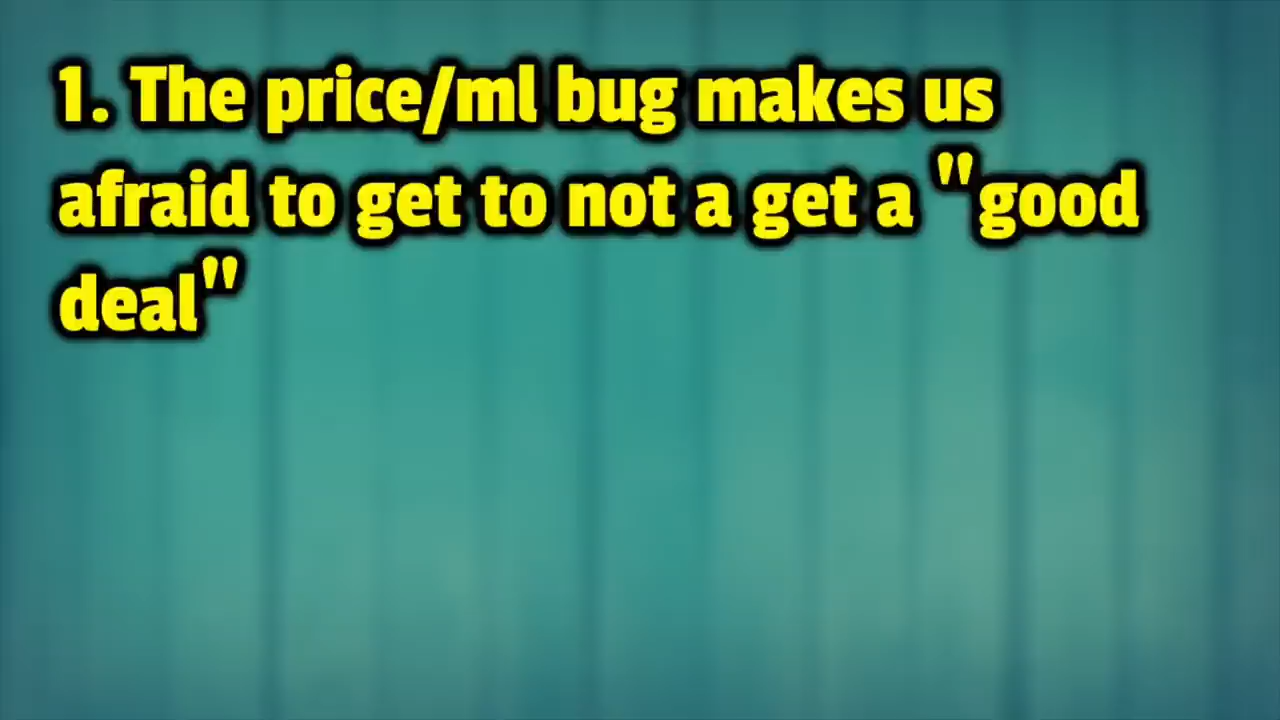 1. The price/ml bug makes us
afraid to get to not a get a "good
deal"